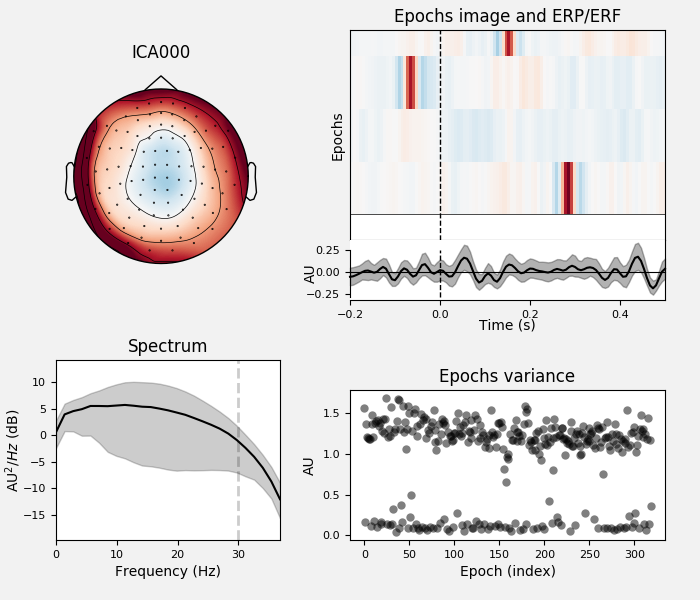 ICA000
Epochs image and ERP/ERF
Epochs
0.25
0.00
−0.25
AU
−0.2
0.0
0.2
0.4
Time (s)
Spectrum
10
5
0
−5
−10
−15
AU²/Hz (dB)
0
10
20
30
Frequency (Hz)
Epochs variance
1.5
1.0
0.5
0.0
AU
0
50
100
150
200
250
300
Epoch (index)